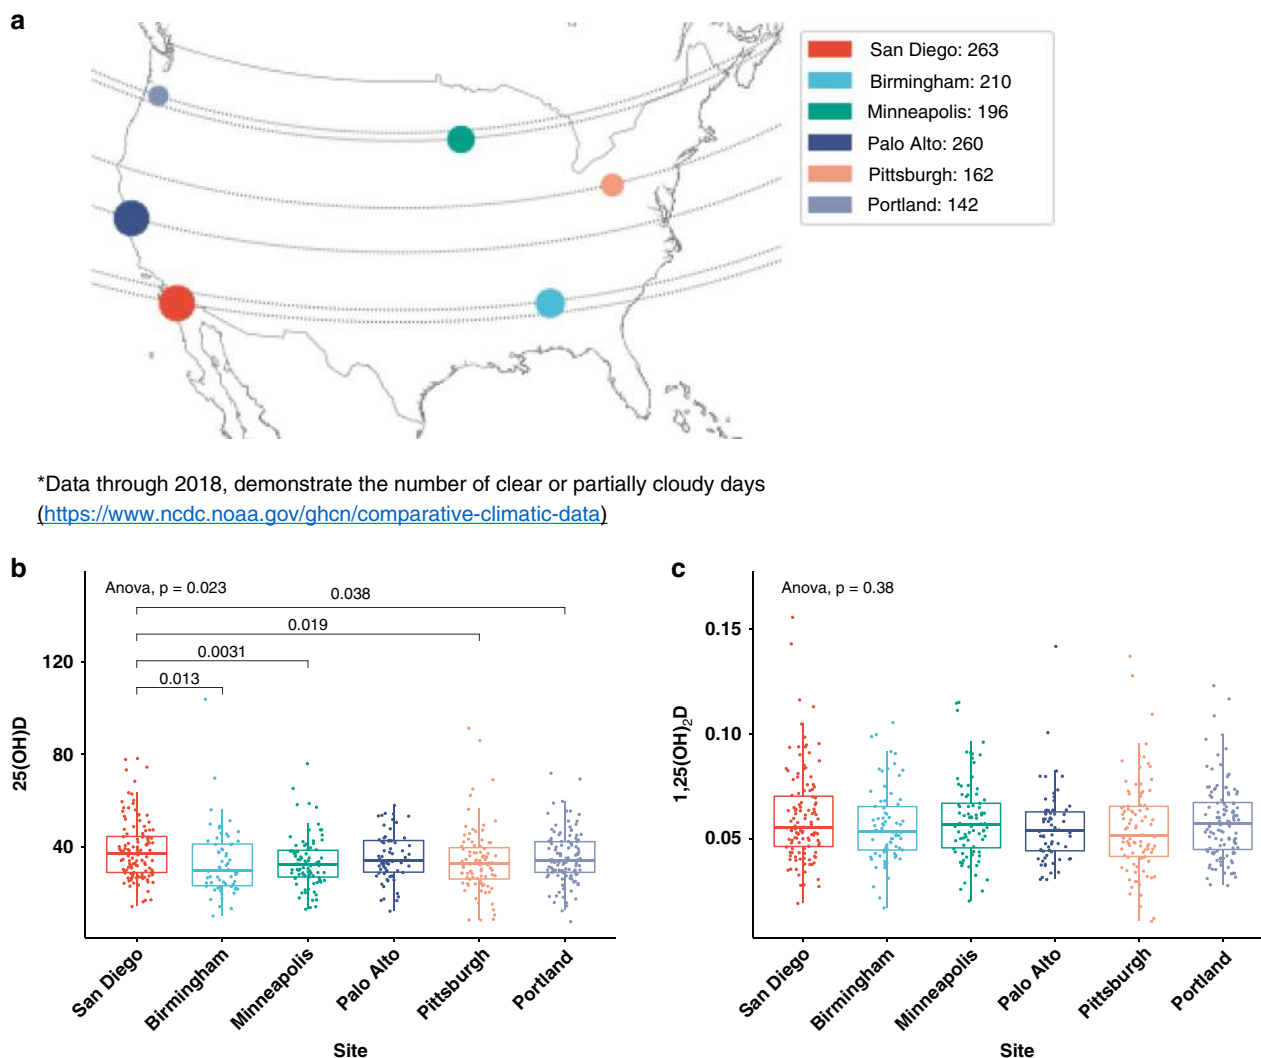 a
San Diego: 263
Birmingham: 210
Minneapolis: 196
Palo Alto: 260
Pittsburgh: 162
Portland: 142
*Data through 2018, demonstrate the number of clear or partially cloudy days
(https://www.ncdc.noaa.gov/ghcn/comparative-climatic-data)
b
Anova, p = 0.023
0.038
0.019
0.0031
0.013
120
80
40
25(OH)D
San Diego
Birmingham
Minneapolis
Palo Alto
Pittsburgh
Portland
Site
c
Anova, p = 0.38
0.15
0.10
0.05
1,25(OH)₂D
San Diego
Birmingham
Minneapolis
Palo Alto
Pittsburgh
Portland
Site